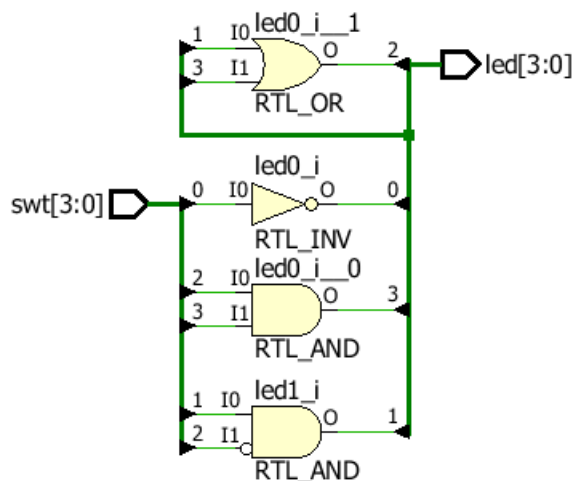 led0_i__1
1 I0 O 2 led[3:0]
3 I1
RTL_OR
led0_i
swt[3:0] 0 I0 O 0
RTL_INV
led0_i__0
2 I0 O 3
3 I1
RTL_AND
led1_i
1 I0 O 1
2 I1
RTL_AND